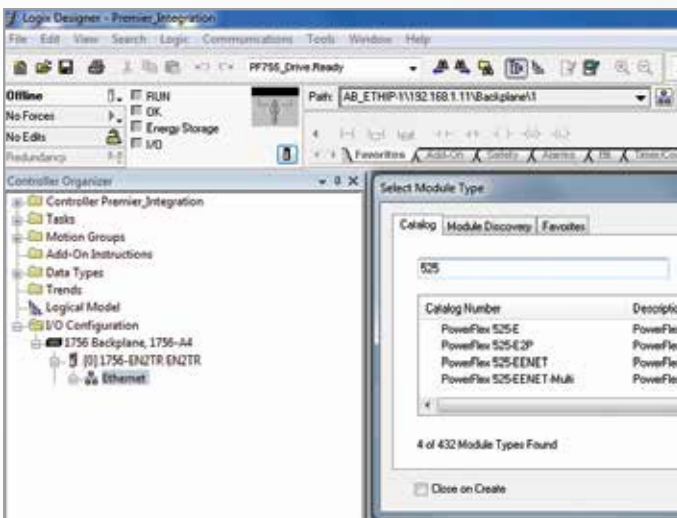 Logix Designer - Premier_Integration
File Edit View Search Logic Communications Tools Window Help
PF755_Drive.Ready
Offline
RUN
Path: AB_ETHIP-1\192.168.1.11\Backplane\1
No Forces
OK
Energy Storage
No Edits
I/O
Redundancy
Favorites Add-On Safety Alarms Bit Timer/Co
Controller Organizer
Controller Premier_Integration
Tasks
Motion Groups
Add-On Instructions
Data Types
Trends
Logical Model
I/O Configuration
1756 Backplane, 1756-A4
[0] 1756-EN2TR EN2TR
Ethernet
Select Module Type
Catalog Module Discovery Favorites
525
Catalog Number Descriptio
PowerFlex 525-E PowerFle
PowerFlex 525-E2P PowerFle
PowerFlex 525-EENET PowerFle
PowerFlex 525-EENET-Multi PowerFle
4 of 432 Module Types Found
Close on Create